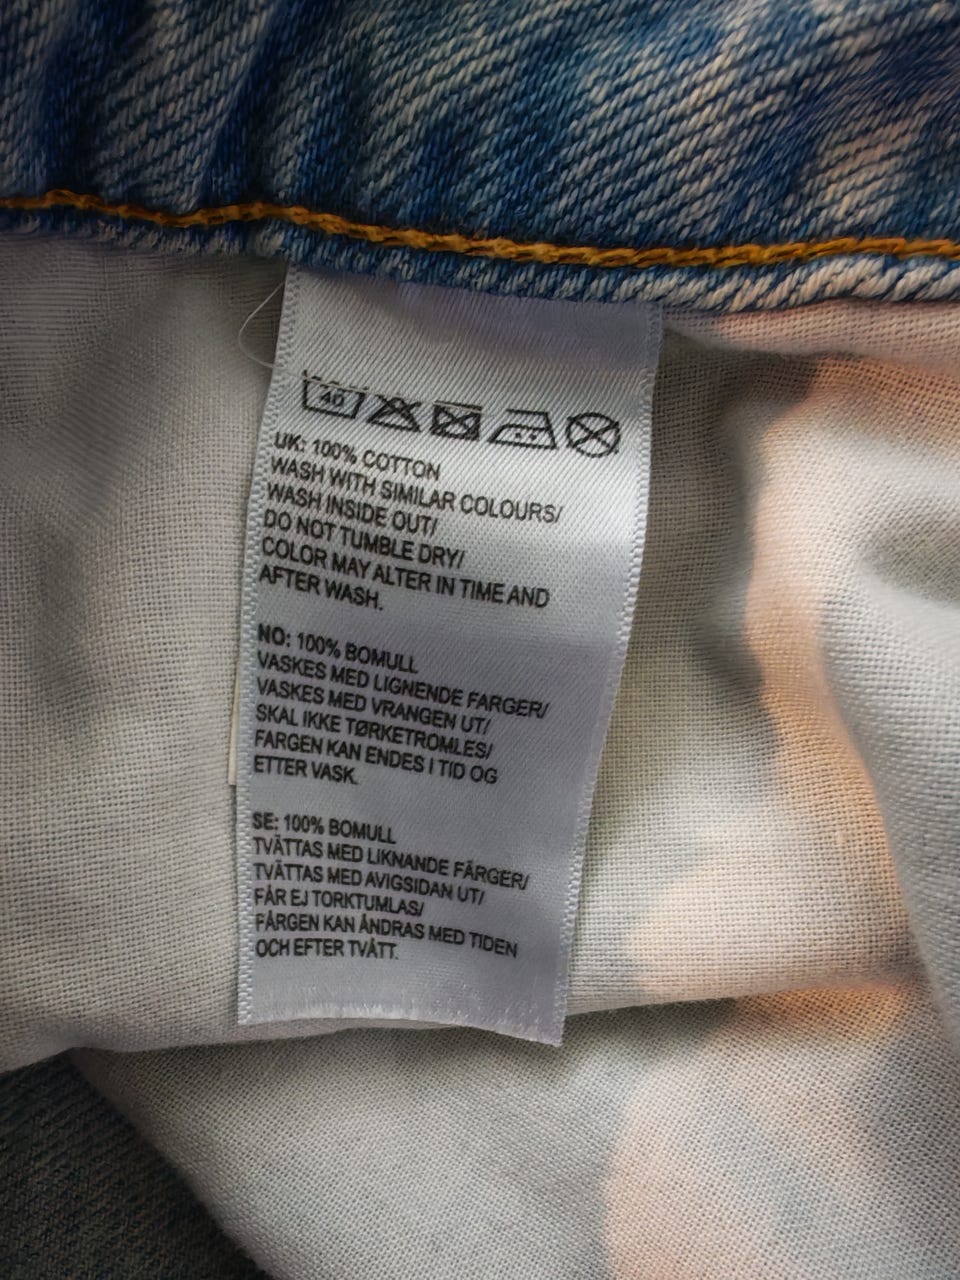 40
UK: 100% COTTON
WASH WITH SIMILAR COLOURS/
WASH INSIDE OUT/
DO NOT TUMBLE DRY/
COLOR MAY ALTER IN TIME AND
AFTER WASH.
NO: 100% BOMULL
VASKES MED LIGNENDE FARGER/
VASKES MED VRANGEN UT/
SKAL IKKE TØRKETROMLES/
FARGEN KAN ENDES I TID OG
ETTER VASK.
SE: 100% BOMULL
TVÄTTAS MED LIKNANDE FÄRGER/
TVÄTTAS MED AVIGSIDAN UT/
FÅR EJ TORKTUMLAS/
FÄRGEN KAN ÄNDRAS MED TIDEN
OCH EFTER TVÄTT.